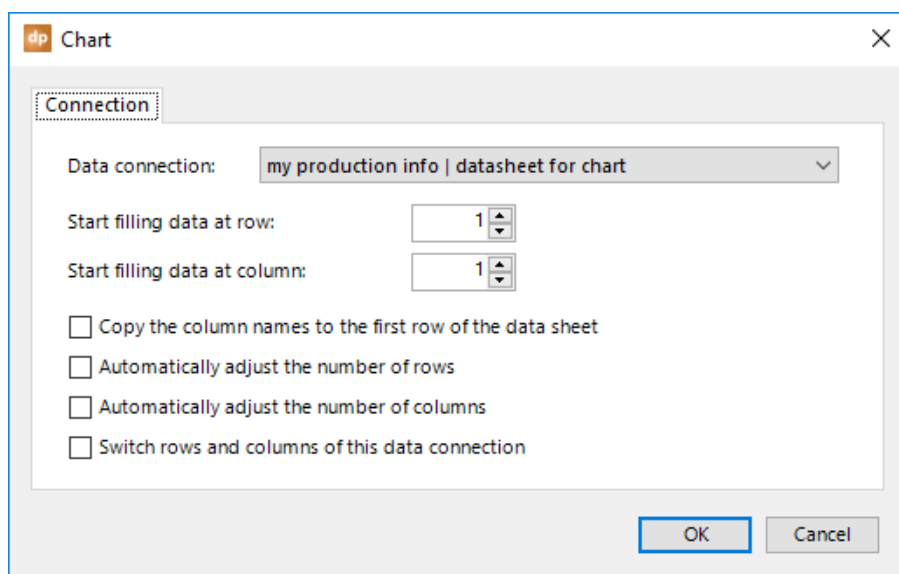 dp Chart
Connection
Data connection: my production info | datasheet for chart
Start filling data at row: 1
Start filling data at column: 1
Copy the column names to the first row of the data sheet
Automatically adjust the number of rows
Automatically adjust the number of columns
Switch rows and columns of this data connection
OK Cancel